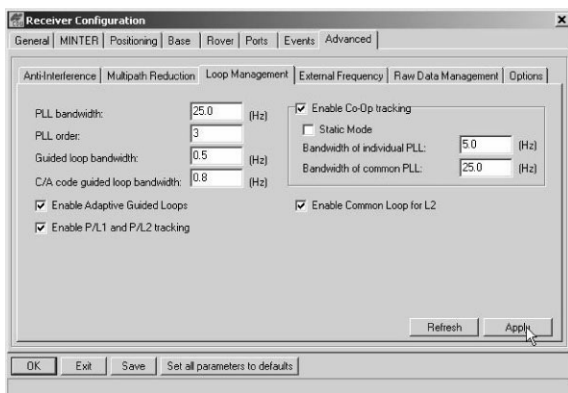 Receiver Configuration
General MINTER Positioning Base Rover Ports Events Advanced
Anti-Interference Multipath Reduction Loop Management External Frequency Raw Data Management Options
PLL bandwidth: 25.0 (Hz)
PLL order: 3
Guided loop bandwidth: 0.5 (Hz)
C/A code guided loop bandwidth: 0.8 (Hz)
Enable Adaptive Guided Loops
Enable P/L1 and P/L2 tracking
Enable Co-Op tracking
Static Mode
Bandwidth of individual PLL: 5.0 (Hz)
Bandwidth of common PLL: 25.0 (Hz)
Enable Common Loop for L2
Refresh Apply
OK Exit Save Set all parameters to defaults